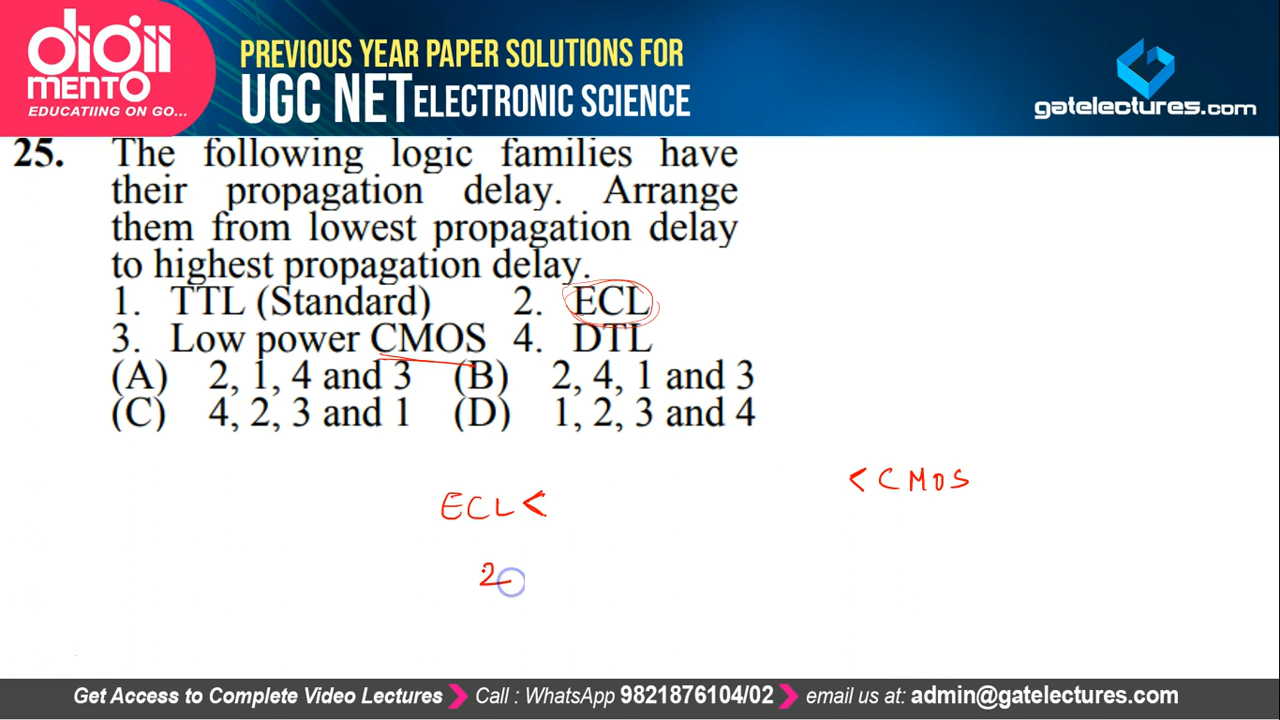 digii
MENTO
EDUCATIING ON GO...
PREVIOUS YEAR PAPER SOLUTIONS FOR
UGC NET ELECTRONIC SCIENCE
gatelectures.com
25. The following logic families have
their propagation delay. Arrange
them from lowest propagation delay
to highest propagation delay.
1. TTL (Standard) 2. ECL
3. Low power CMOS 4. DTL
(A) 2, 1, 4 and 3 (B) 2, 4, 1 and 3
(C) 4, 2, 3 and 1 (D) 1, 2, 3 and 4
< CMOS
ECL <
2
Get Access to Complete Video Lectures Call : WhatsApp 9821876104/02 email us at: admin@gatelectures.com